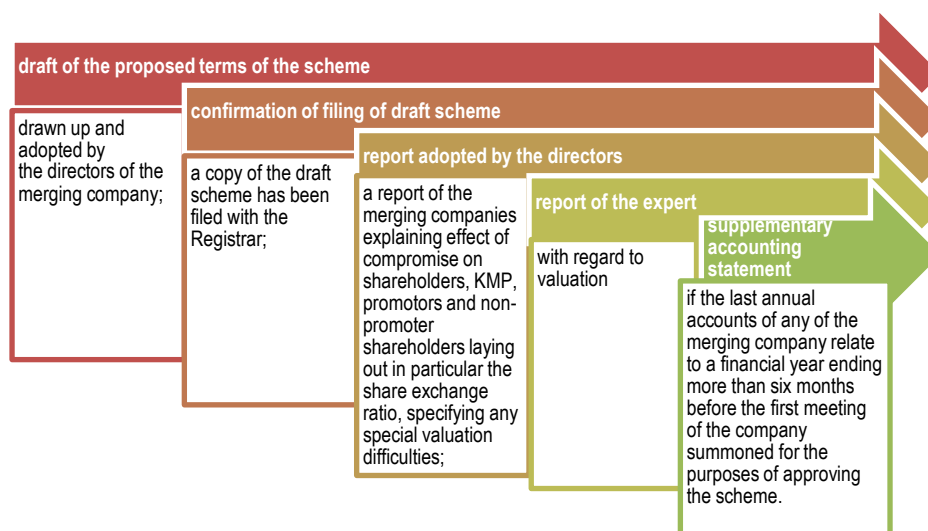 draft of the proposed terms of the scheme
drawn up and
adopted by
the directors of the
merging company;
confirmation of filing of draft scheme
a copy of the draft
scheme has been
filed with the
Registrar;
report adopted by the directors
a report of the
merging companies
explaining effect of
compromise on
shareholders, KMP,
promotors and non-
promoter
shareholders laying
out in particular the
share exchange
ratio, specifying any
special valuation
difficulties;
report of the expert
with regard to
valuation
supplementary
accounting
statement
if the last annual
accounts of any of the
merging company relate
to a financial year ending
more than six months
before the first meeting
of the company
summoned for the
purposes of approving
the scheme.